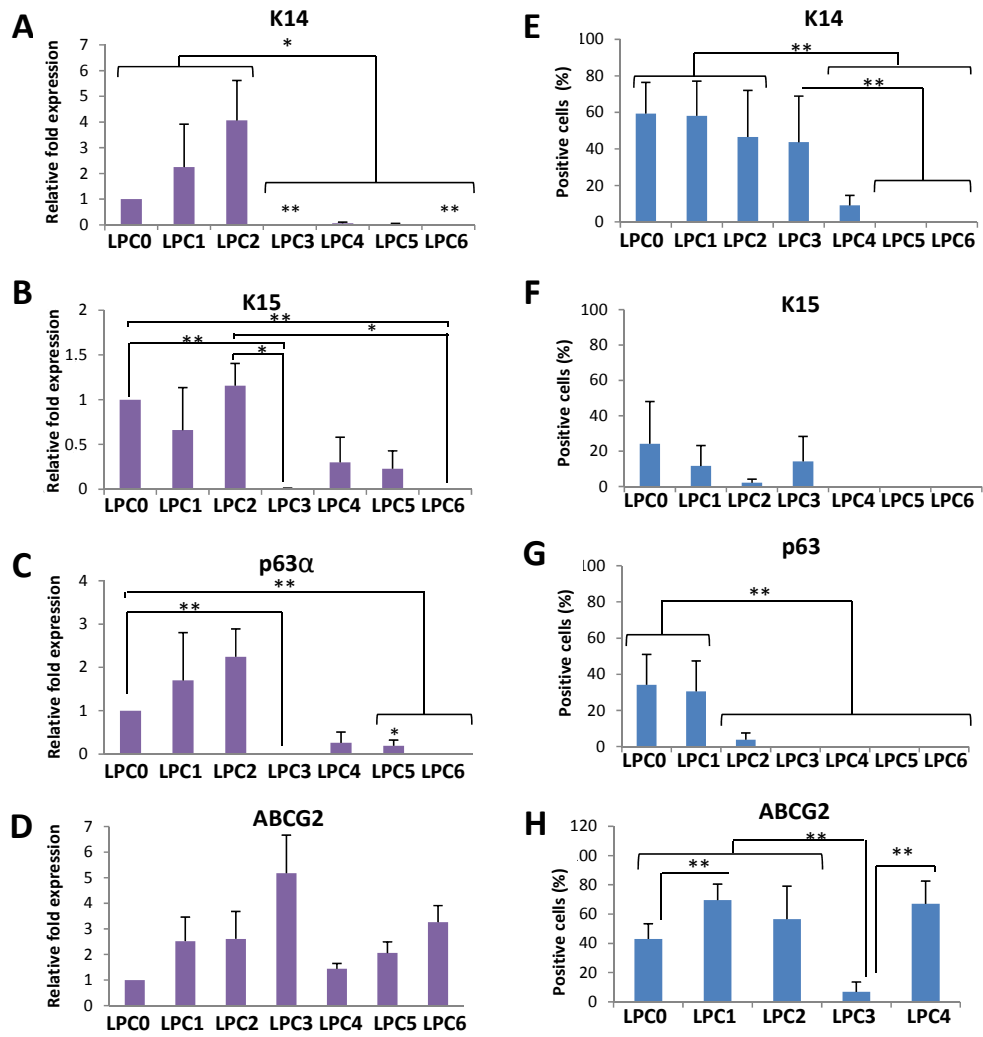 A
K14
Relative fold expression
7
6
5
4
3
2
1
0
*
**
**
LPC0 LPC1 LPC2 LPC3 LPC4 LPC5 LPC6
E
K14
Positive cells (%)
100
80
60
40
20
0
**
**
LPC0 LPC1 LPC2 LPC3 LPC4 LPC5 LPC6
B
K15
Relative fold expression
2
1.5
1
0.5
0
**
*
**
*
LPC0 LPC1 LPC2 LPC3 LPC4 LPC5 LPC6
F
K15
Positive cells (%)
100
80
60
40
20
0
LPC0 LPC1 LPC2 LPC3 LPC4 LPC5 LPC6
C
p63α
Relative fold expression
4
3
2
1
0
**
**
*
LPC0 LPC1 LPC2 LPC3 LPC4 LPC5 LPC6
G
p63
Positive cells (%)
100
80
60
40
20
0
**
LPC0 LPC1 LPC2 LPC3 LPC4 LPC5 LPC6
D
ABCG2
Relative fold expression
7
6
5
4
3
2
1
0
LPC0 LPC1 LPC2 LPC3 LPC4 LPC5 LPC6
H
ABCG2
Positive cells (%)
120
100
80
60
40
20
0
**
**
**
LPC0 LPC1 LPC2 LPC3 LPC4